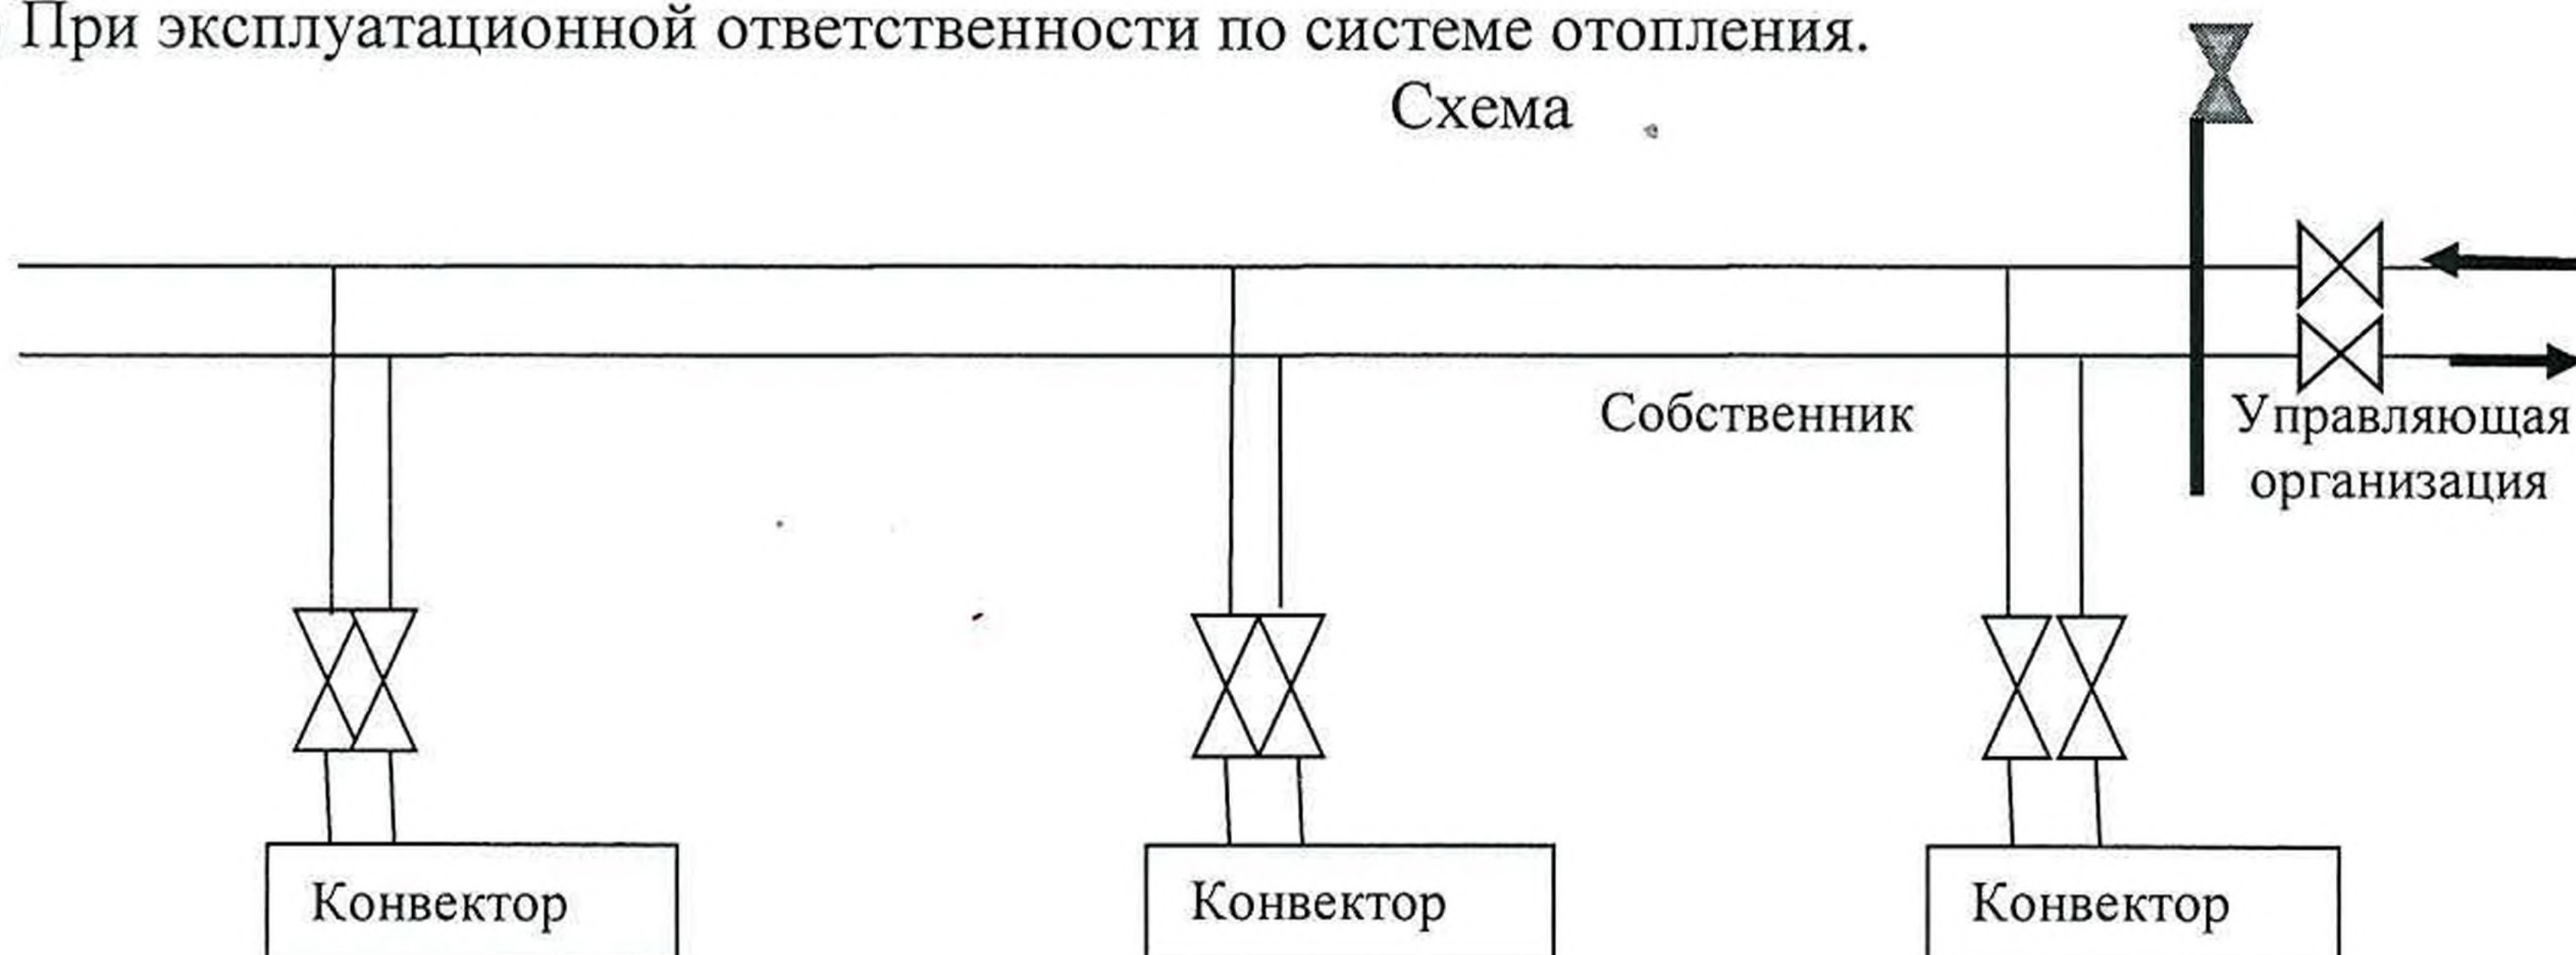 При эксплуатационной ответственности по системе отопления.
Схема
Собственник
Управляющая
организация
Конвектор
Конвектор
Конвектор